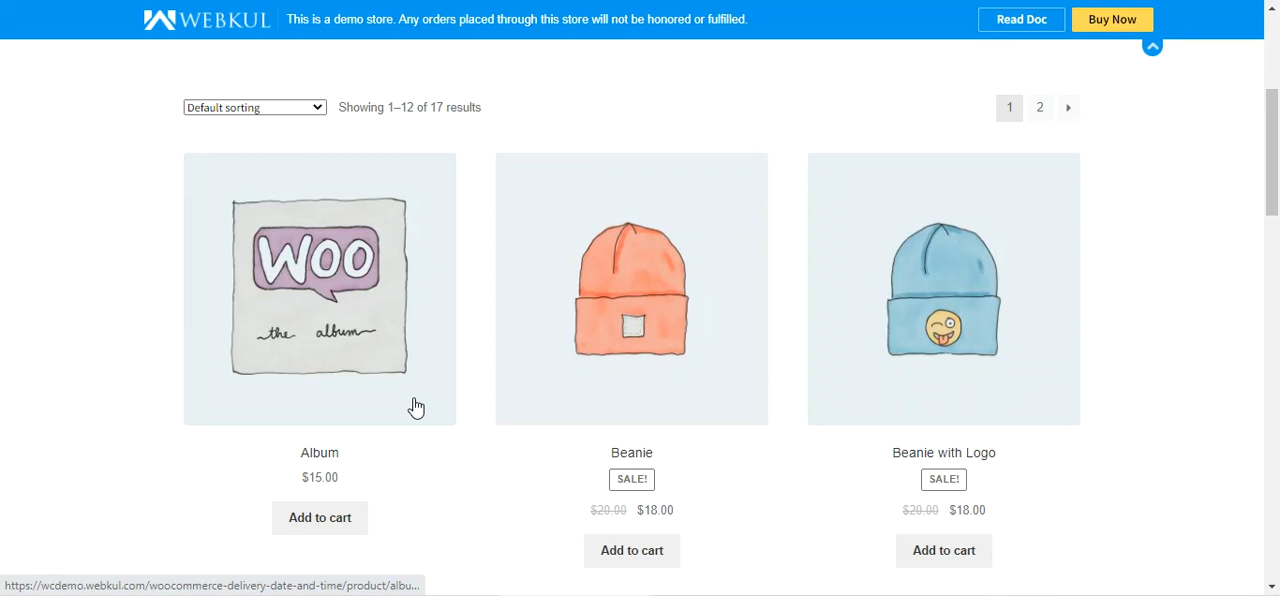 WEBKUL This is a demo store. Any orders placed through this store will not be honored or fulfilled. Read Doc Buy Now
Default sorting Showing 1–12 of 17 results 1 2
WOO
the album
Album Beanie Beanie with Logo
$15.00 SALE! SALE!
$20.00 $18.00 $20.00 $18.00
Add to cart
Add to cart Add to cart
https://wcdemo.webkul.com/woocommerce-delivery-date-and-time/product/albu...